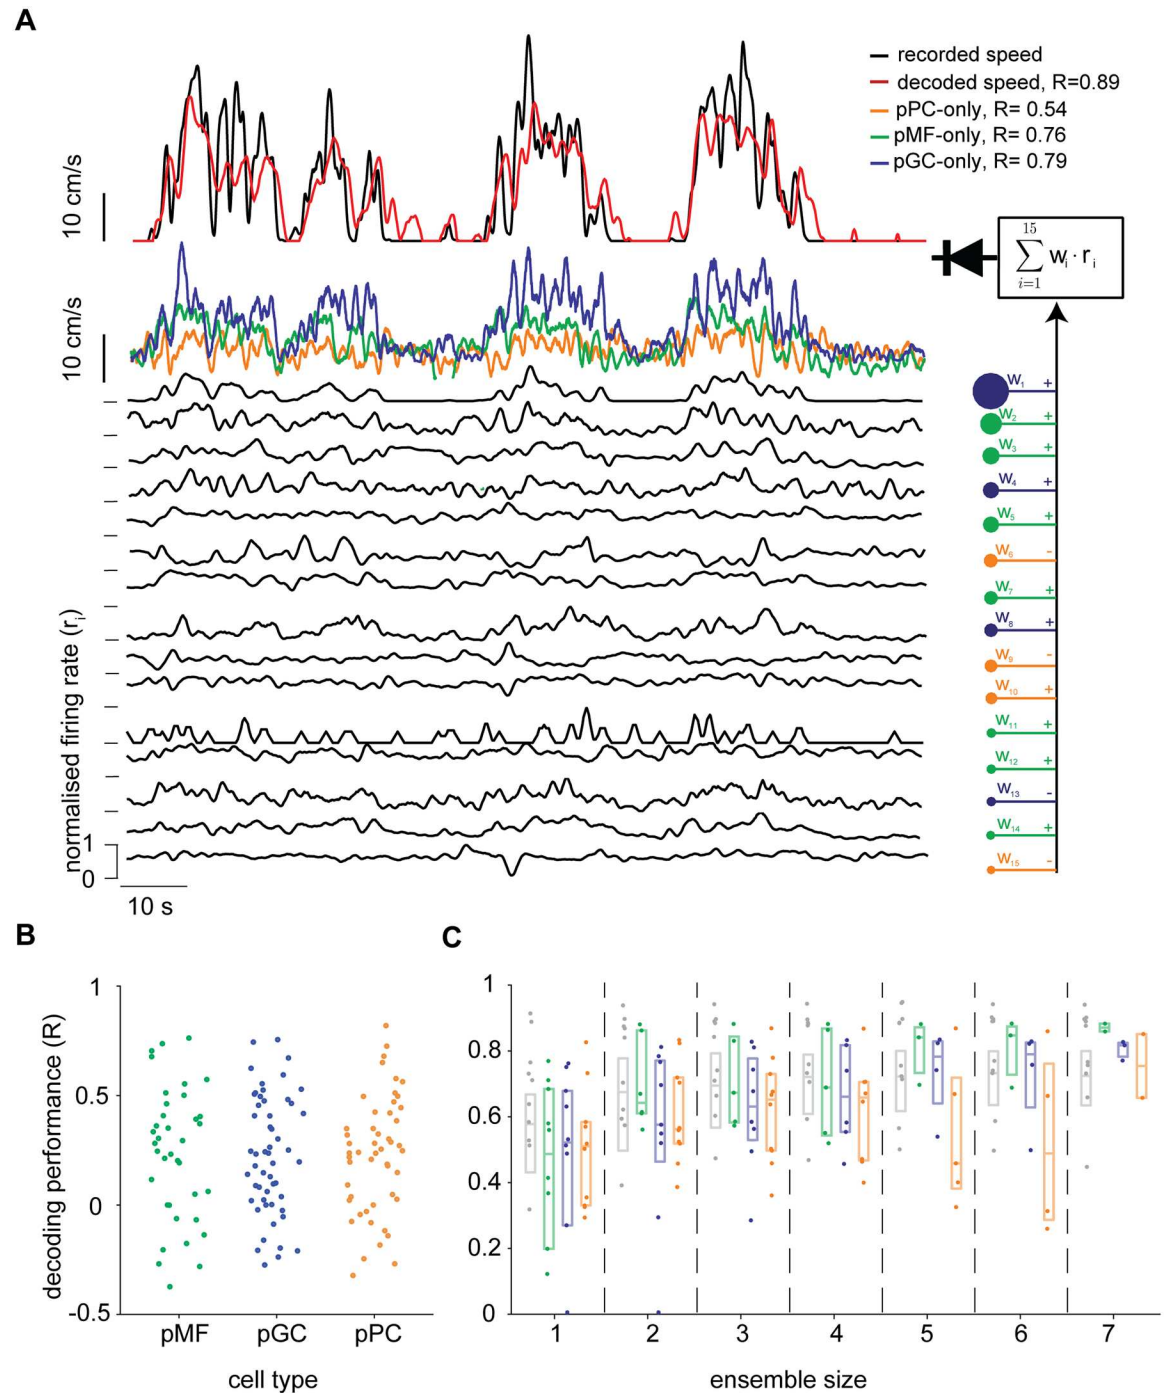 A
recorded speed
decoded speed, R=0.89
pPC-only, R= 0.54
pMF-only, R= 0.76
pGC-only, R= 0.79
10 cm/s
15
∑ wi · ri
i=1
10 cm/s
w1 +
w2 +
w3 +
w4 +
w5 +
w6 -
w7 +
w8 +
w9 -
w10 +
w11 +
w12 +
w13 -
w14 +
w15 -
normalised firing rate (ri)
1
0
10 s
B
decoding performance (R)
1
0.5
0
-0.5
pMF pGC pPC
cell type
C
1
0.8
0.6
0.4
0.2
0
1 2 3 4 5 6 7
ensemble size